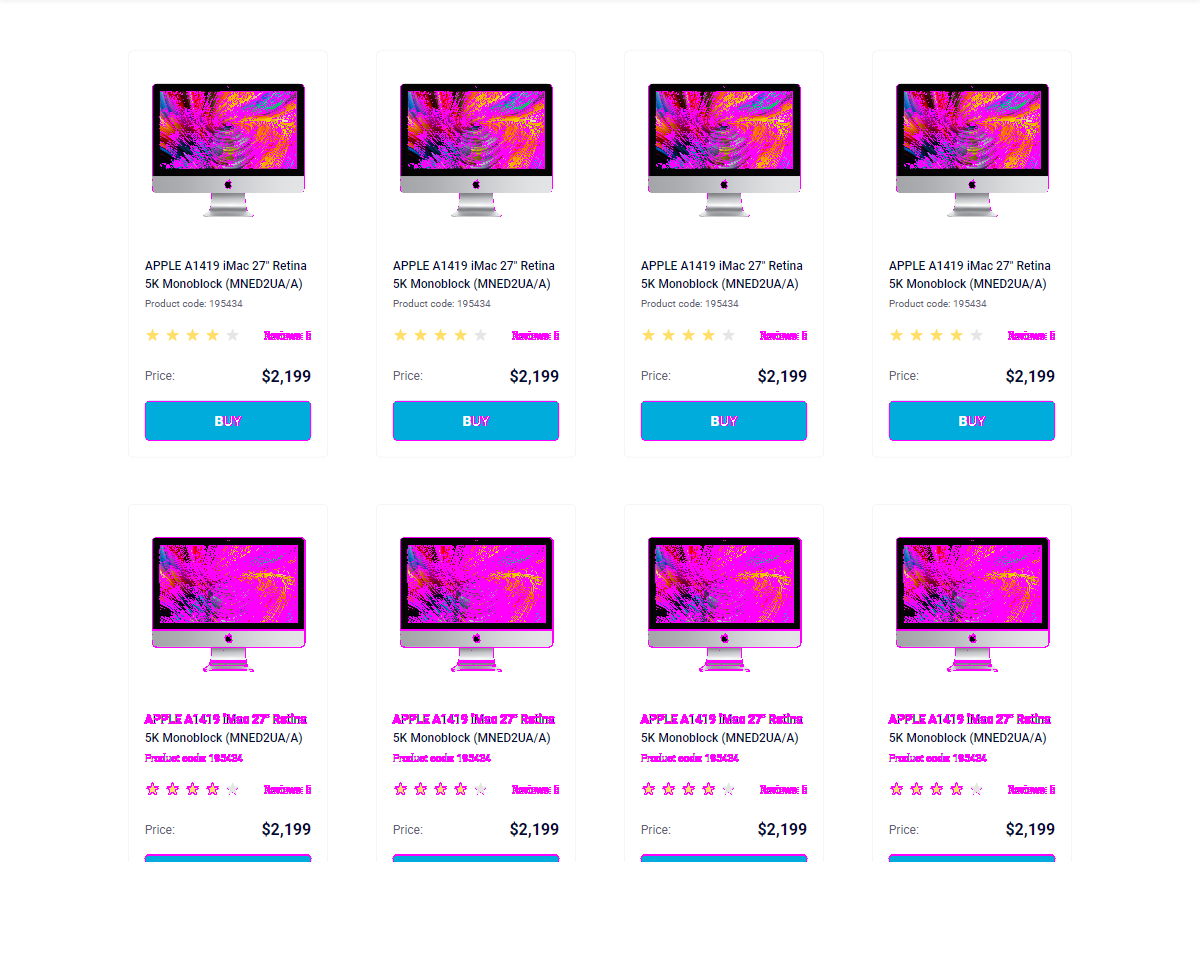 APPLE A1419 iMac 27" Retina
5K Monoblock (MNED2UA/A)
Product code: 195434
Reviews: 5
Price: $2,199
BUY
APPLE A1419 iMac 27" Retina
5K Monoblock (MNED2UA/A)
Product code: 195434
Reviews: 5
Price: $2,199
BUY
APPLE A1419 iMac 27" Retina
5K Monoblock (MNED2UA/A)
Product code: 195434
Reviews: 5
Price: $2,199
BUY
APPLE A1419 iMac 27" Retina
5K Monoblock (MNED2UA/A)
Product code: 195434
Reviews: 5
Price: $2,199
BUY
APPLE A1419 iMac 27" Retina
5K Monoblock (MNED2UA/A)
Product code: 195434
Reviews: 5
Price: $2,199
APPLE A1419 iMac 27" Retina
5K Monoblock (MNED2UA/A)
Product code: 195434
Reviews: 5
Price: $2,199
APPLE A1419 iMac 27" Retina
5K Monoblock (MNED2UA/A)
Product code: 195434
Reviews: 5
Price: $2,199
APPLE A1419 iMac 27" Retina
5K Monoblock (MNED2UA/A)
Product code: 195434
Reviews: 5
Price: $2,199